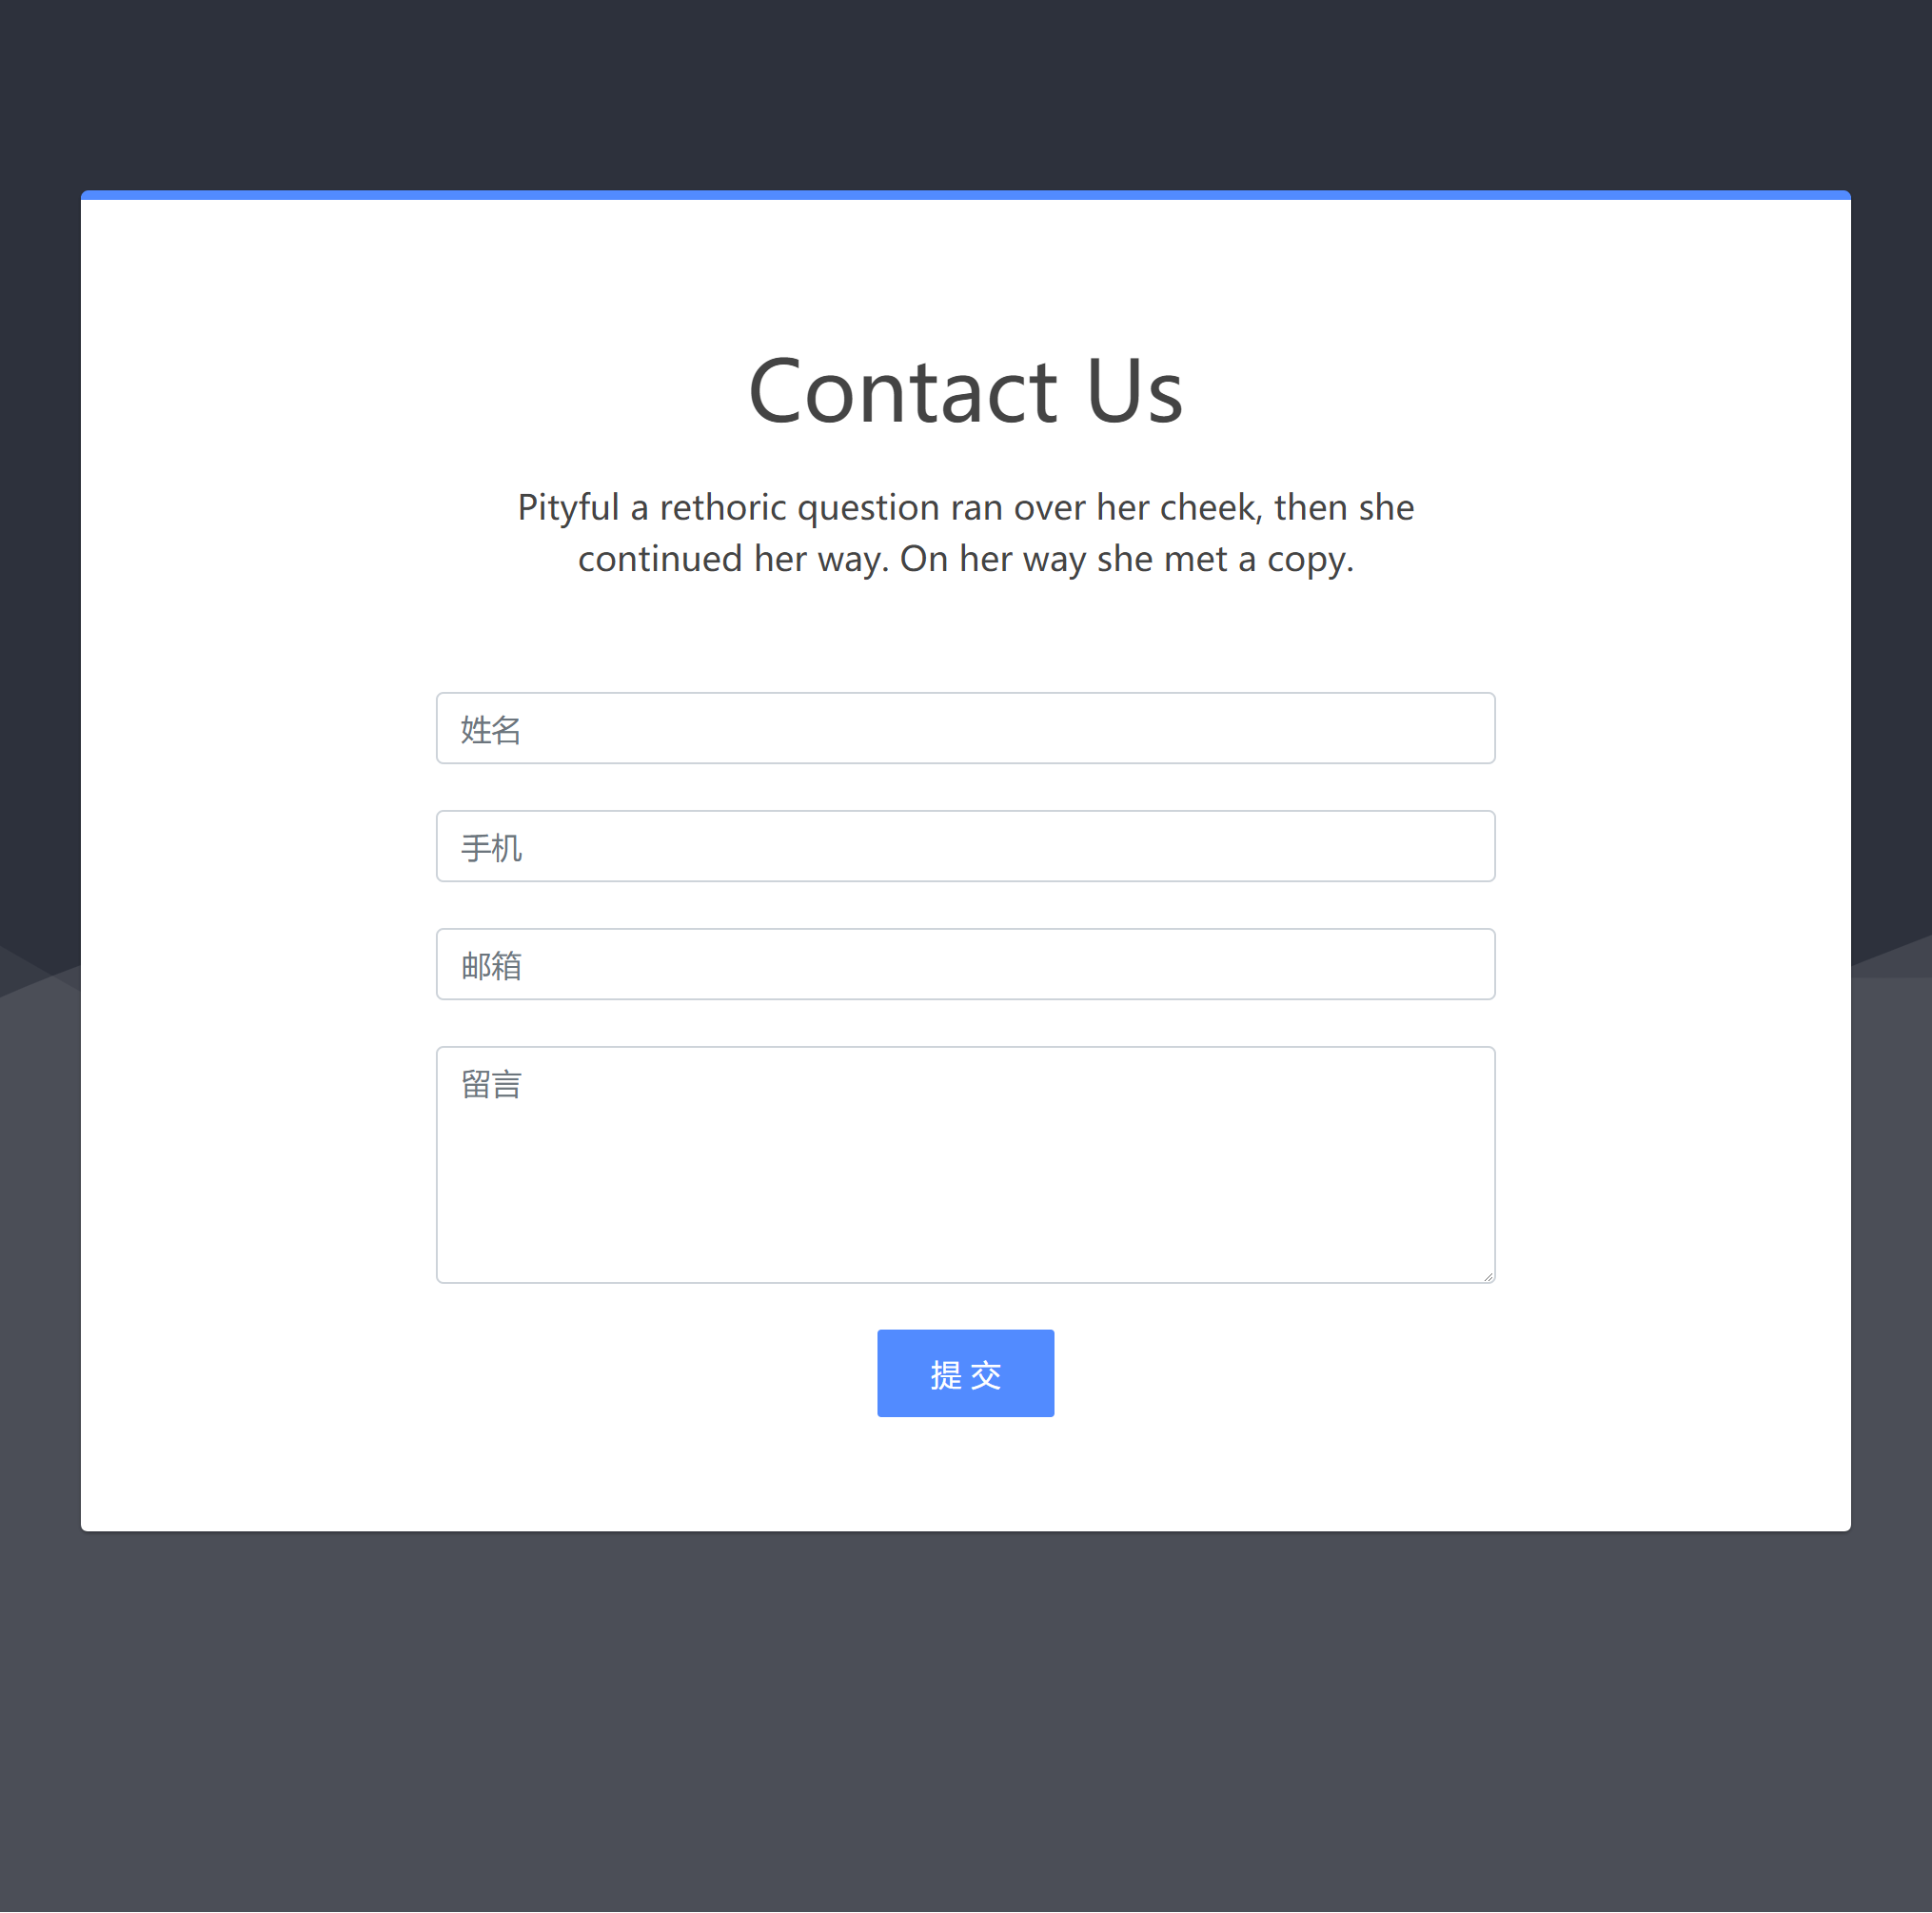 Contact Us
Pityful a rethoric question ran over her cheek, then she
continued her way. On her way she met a copy.
姓名
手机
邮箱
留言
提 交